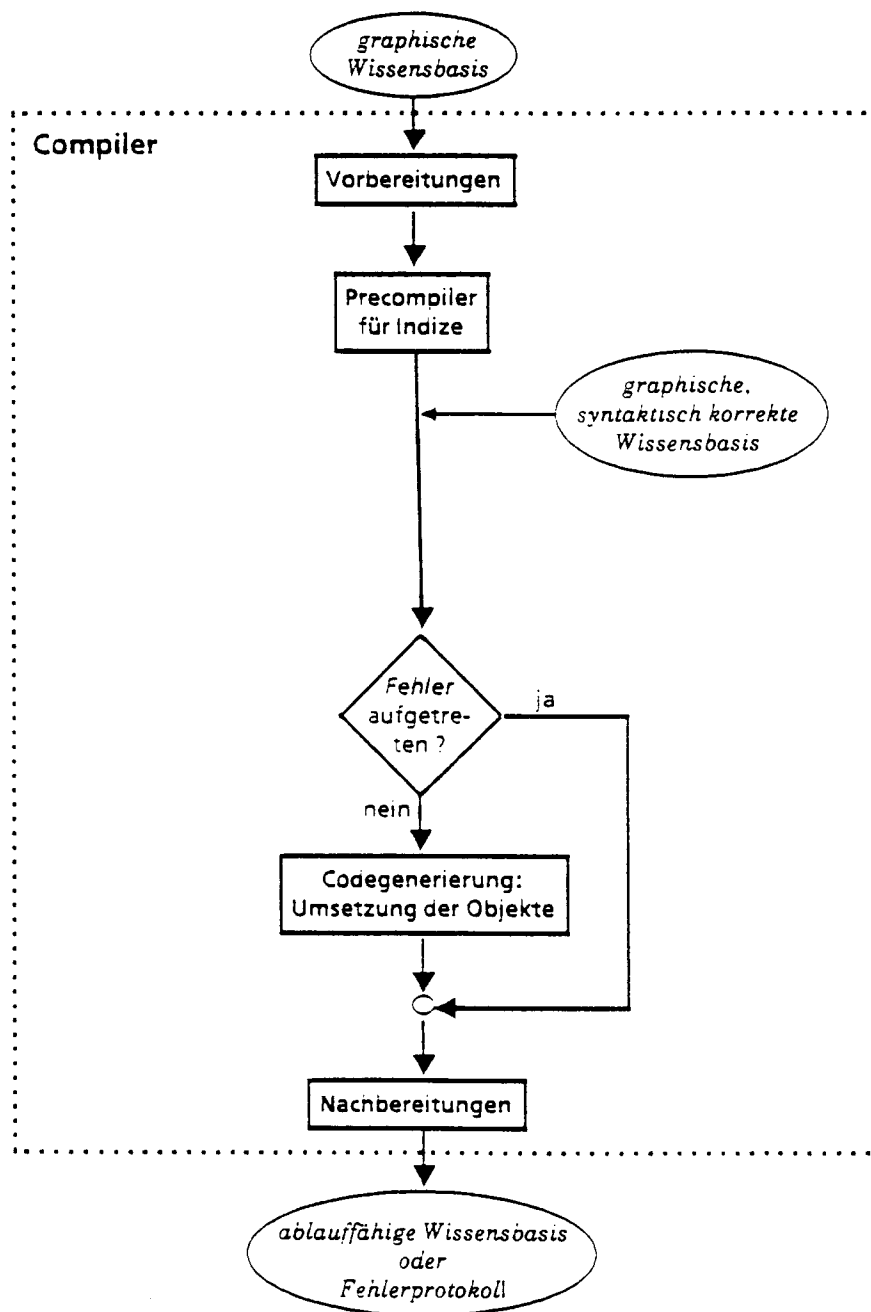 graphische
Wissensbasis
Compiler
Vorbereitungen
Precompiler
für Indize
graphische,
syntaktisch korrekte
Wissensbasis
Fehler
aufgetre-
ten ?
ja
nein
Codegenerierung:
Umsetzung der Objekte
Nachbereitungen
ablauffähige Wissensbasis
oder
Fehlerprotokoll